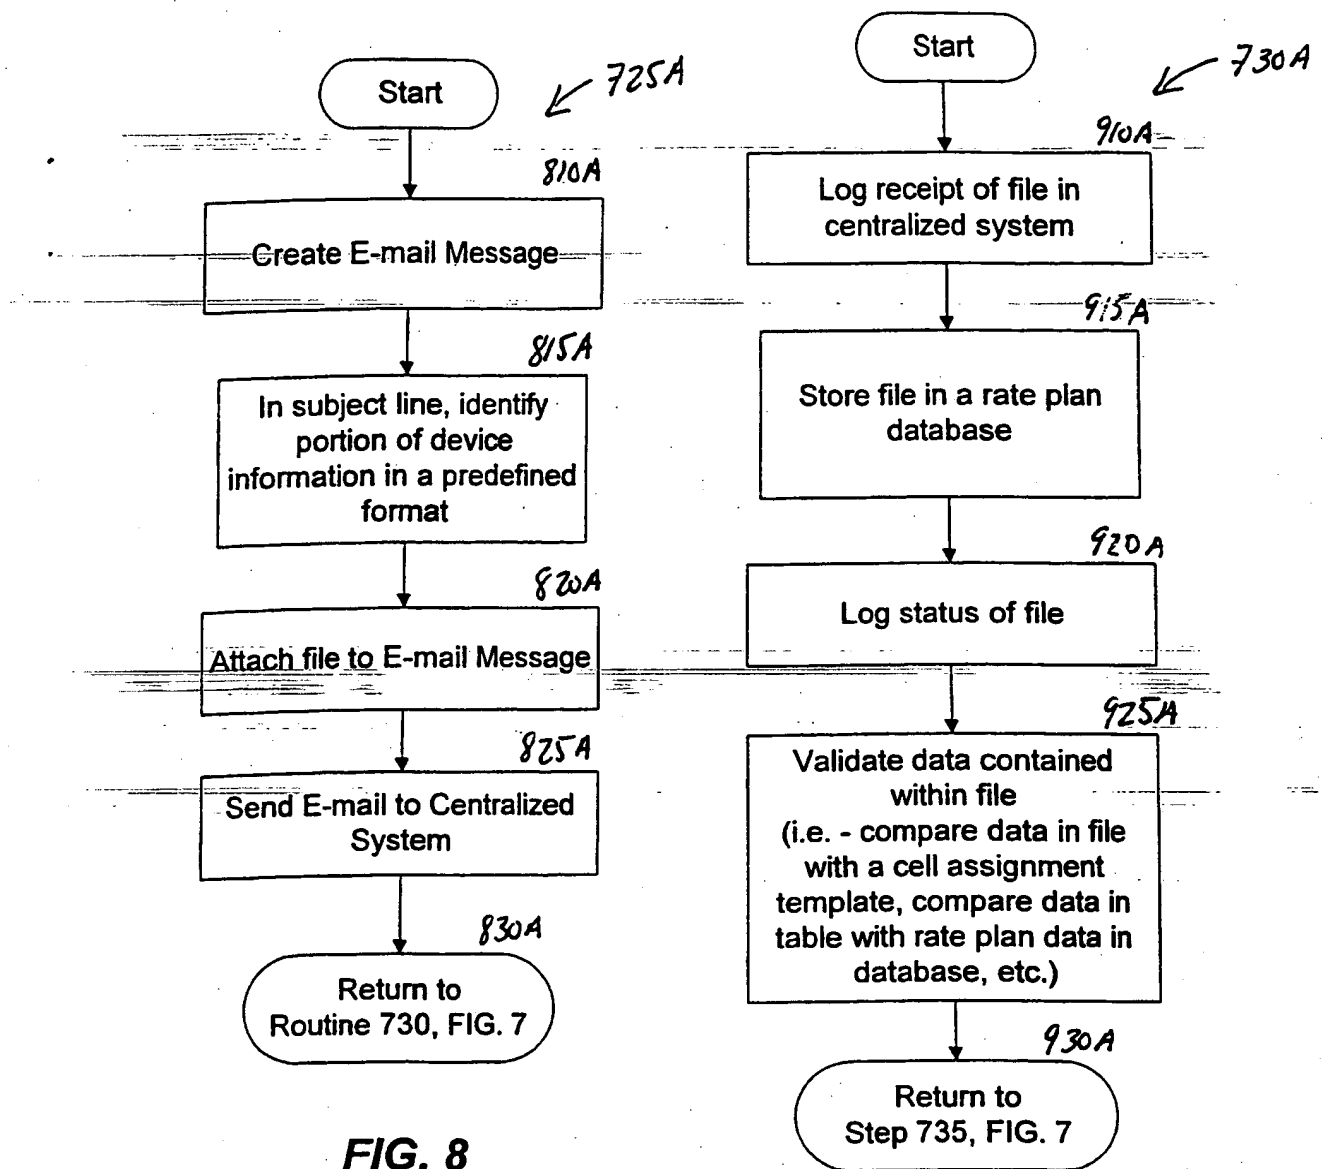 Start
725A
810A
Create E-mail Message
815A
In subject line, identify
portion of device
information in a predefined
format
820A
Attach file to E-mail Message
825A
Send E-mail to Centralized
System
830A
Return to
Routine 730, FIG. 7
FIG. 8
Start
730A
910A
Log receipt of file in
centralized system
915A
Store file in a rate plan
database
920A
Log status of file
925A
Validate data contained
within file
(i.e. - compare data in file
with a cell assignment
template, compare data in
table with rate plan data in
database, etc.)
930A
Return to
Step 735, FIG. 7